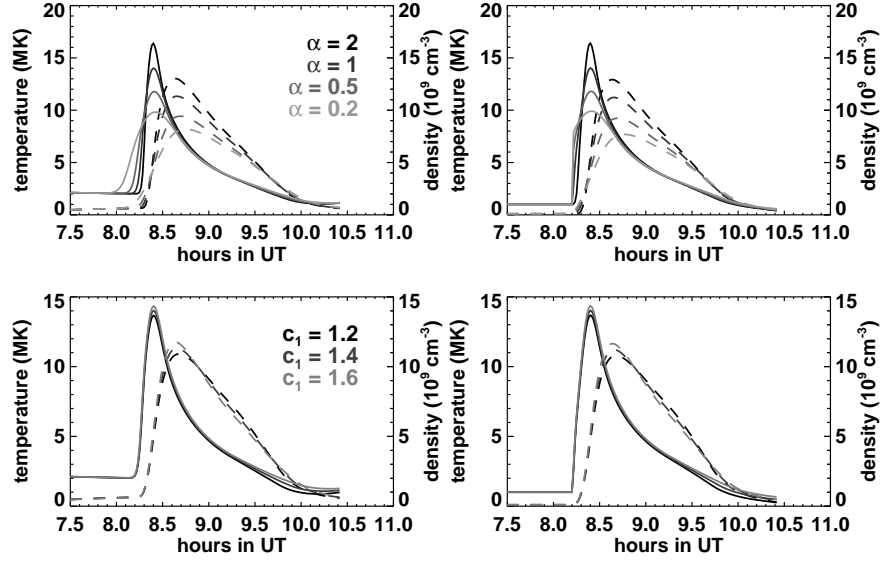 20
15
10
5
0
temperature (MK)
20
15
10
5
0
density (10⁹ cm⁻³)
α = 2
α = 1
α = 0.5
α = 0.2
7.5 8.0 8.5 9.0 9.5 10.0 10.5 11.0
hours in UT
20
15
10
5
0
temperature (MK)
20
15
10
5
0
density (10⁹ cm⁻³)
7.5 8.0 8.5 9.0 9.5 10.0 10.5 11.0
hours in UT
15
10
5
0
temperature (MK)
15
10
5
0
density (10⁹ cm⁻³)
c₁ = 1.2
c₁ = 1.4
c₁ = 1.6
7.5 8.0 8.5 9.0 9.5 10.0 10.5 11.0
hours in UT
15
10
5
0
temperature (MK)
15
10
5
0
density (10⁹ cm⁻³)
7.5 8.0 8.5 9.0 9.5 10.0 10.5 11.0
hours in UT